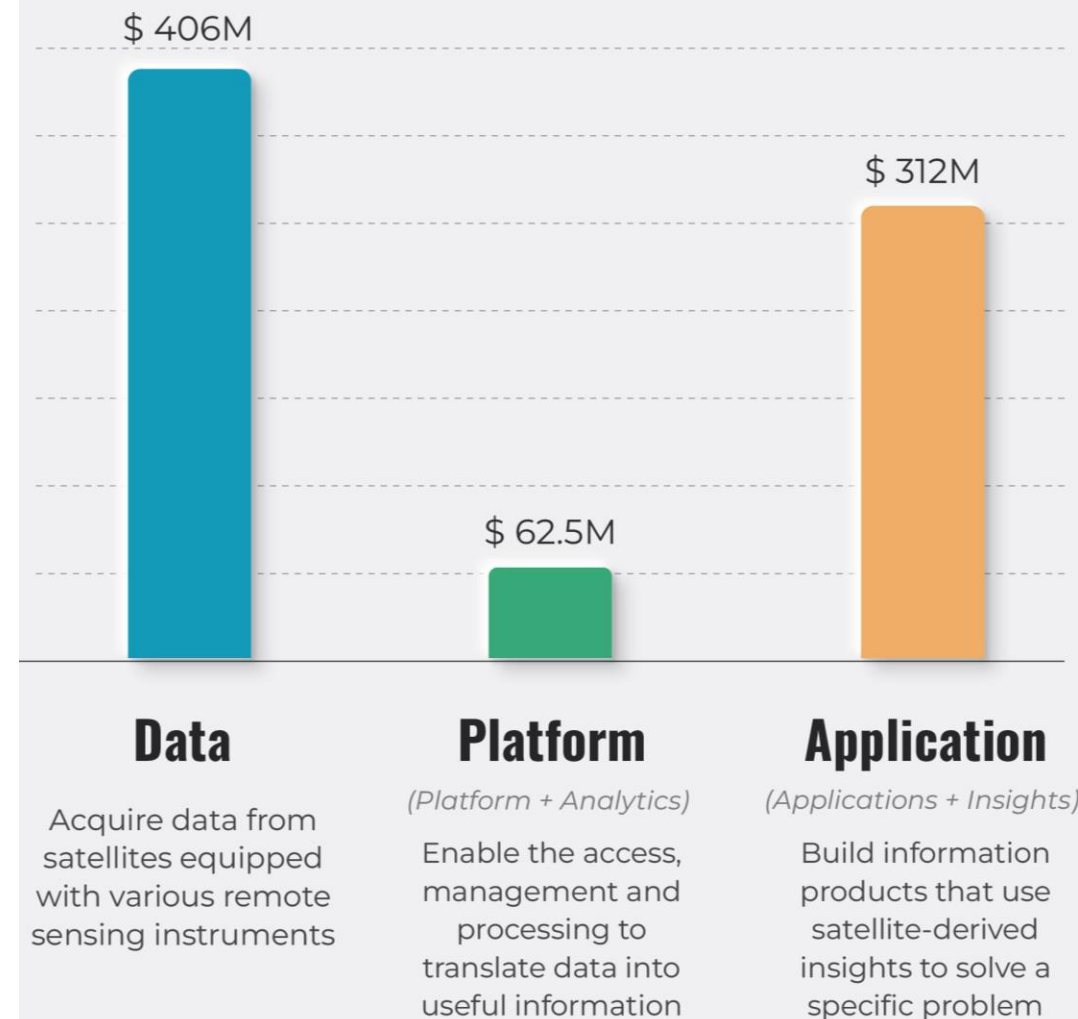 $ 406M
$ 312M
$ 62.5M
Data
Acquire data from
satellites equipped
with various remote
sensing instruments
Platform
(Platform + Analytics)
Enable the access,
management and
processing to
translate data into
useful information
Application
(Applications + Insights)
Build information
products that use
satellite-derived
insights to solve a
specific problem